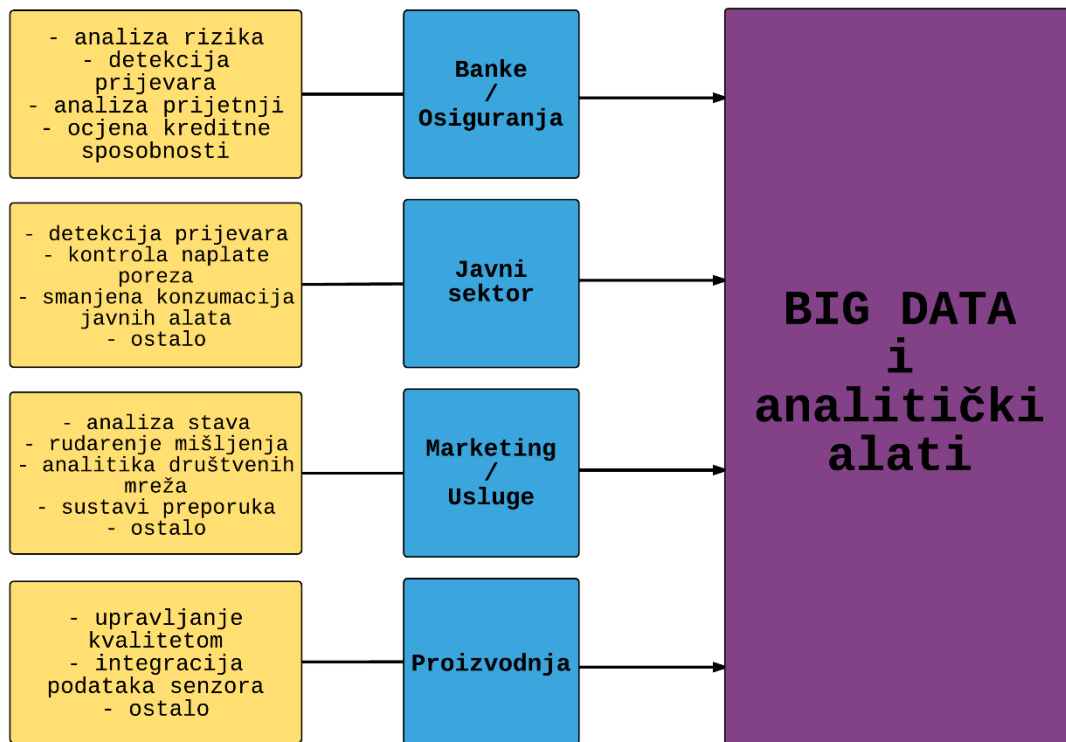 - analiza rizika
- detekcija
prijevara
- analiza prijetnji
- ocjena kreditne
sposobnosti
Banke
/
Osiguranja
- detekcija prijevara
- kontrola naplate
poreza
- smanjena konzumacija
javnih alata
- ostalo
Javni
sektor
- analiza stava
- rudarenje mišljenja
- analitika društvenih
mreža
- sustavi preporuka
- ostalo
Marketing
/
Usluge
- upravljanje
kvalitetom
- integracija
podataka senzora
- ostalo
Proizvodnja
BIG DATA
i
analitički
alati